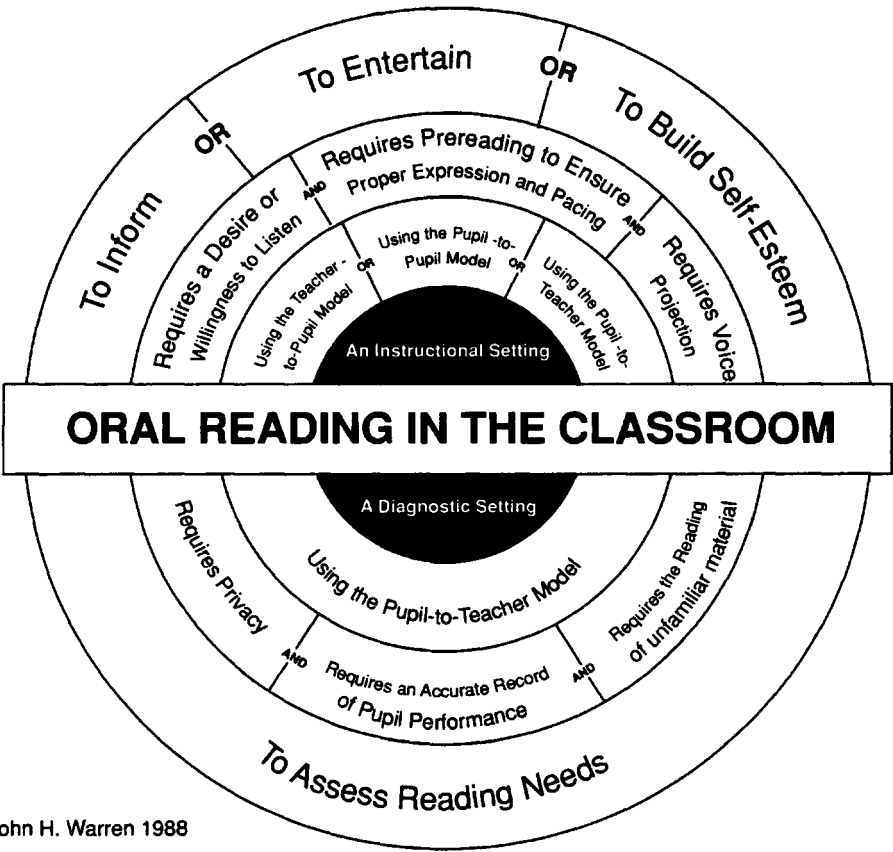 To Inform
OR
To Entertain
OR
To Build Self-Esteem
Requires a Desire or
Willingness to Listen
AND
Requires Prereading to Ensure
Proper Expression and Pacing
AND
Requires Voice
Projection
Using the Teacher -
to-Pupil Model
OR
Using the Pupil -to-
Pupil Model
OR
Using the Pupil -to-
Teacher Model
An Instructional Setting
ORAL READING IN THE CLASSROOM
A Diagnostic Setting
Using the Pupil-to-Teacher Model
Requires Privacy
AND
Requires an Accurate Record
of Pupil Performance
AND
Requires the Reading
of unfamiliar material
To Assess Reading Needs
ohn H. Warren 1988